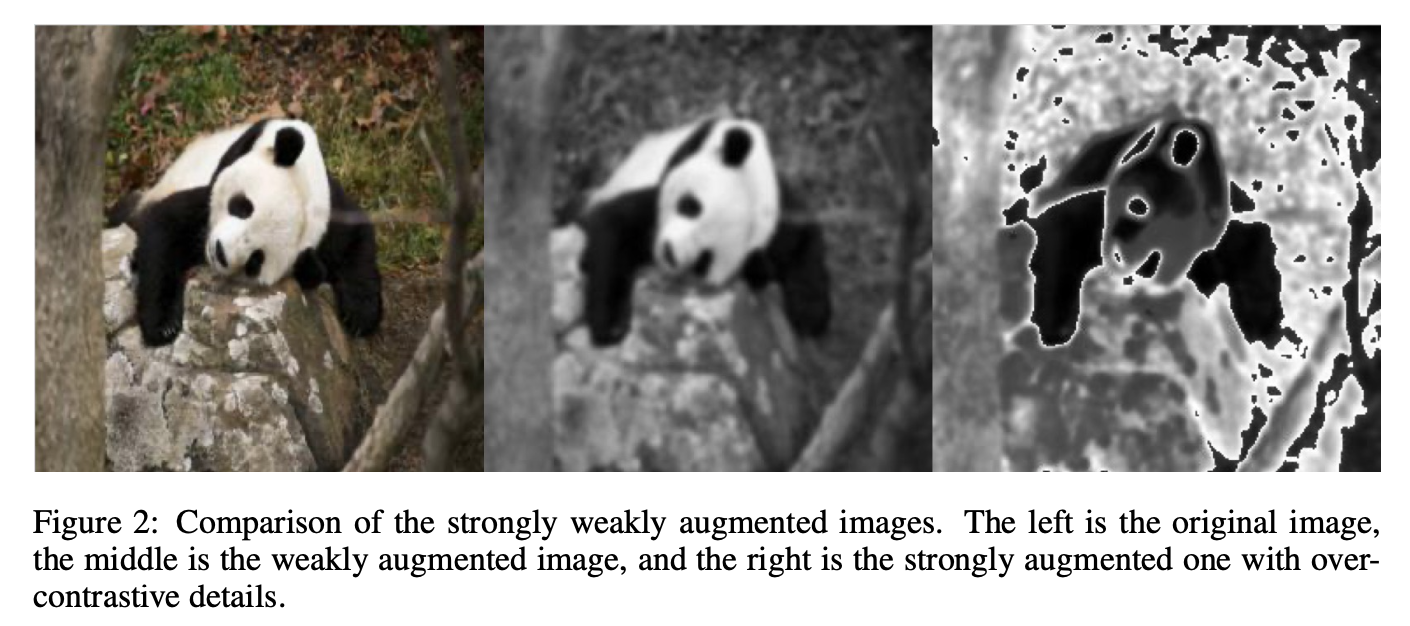 Figure 2: Comparison of the strongly weakly augmented images. The left is the original image,
the middle is the weakly augmented image, and the right is the strongly augmented one with over-
contrastive details.